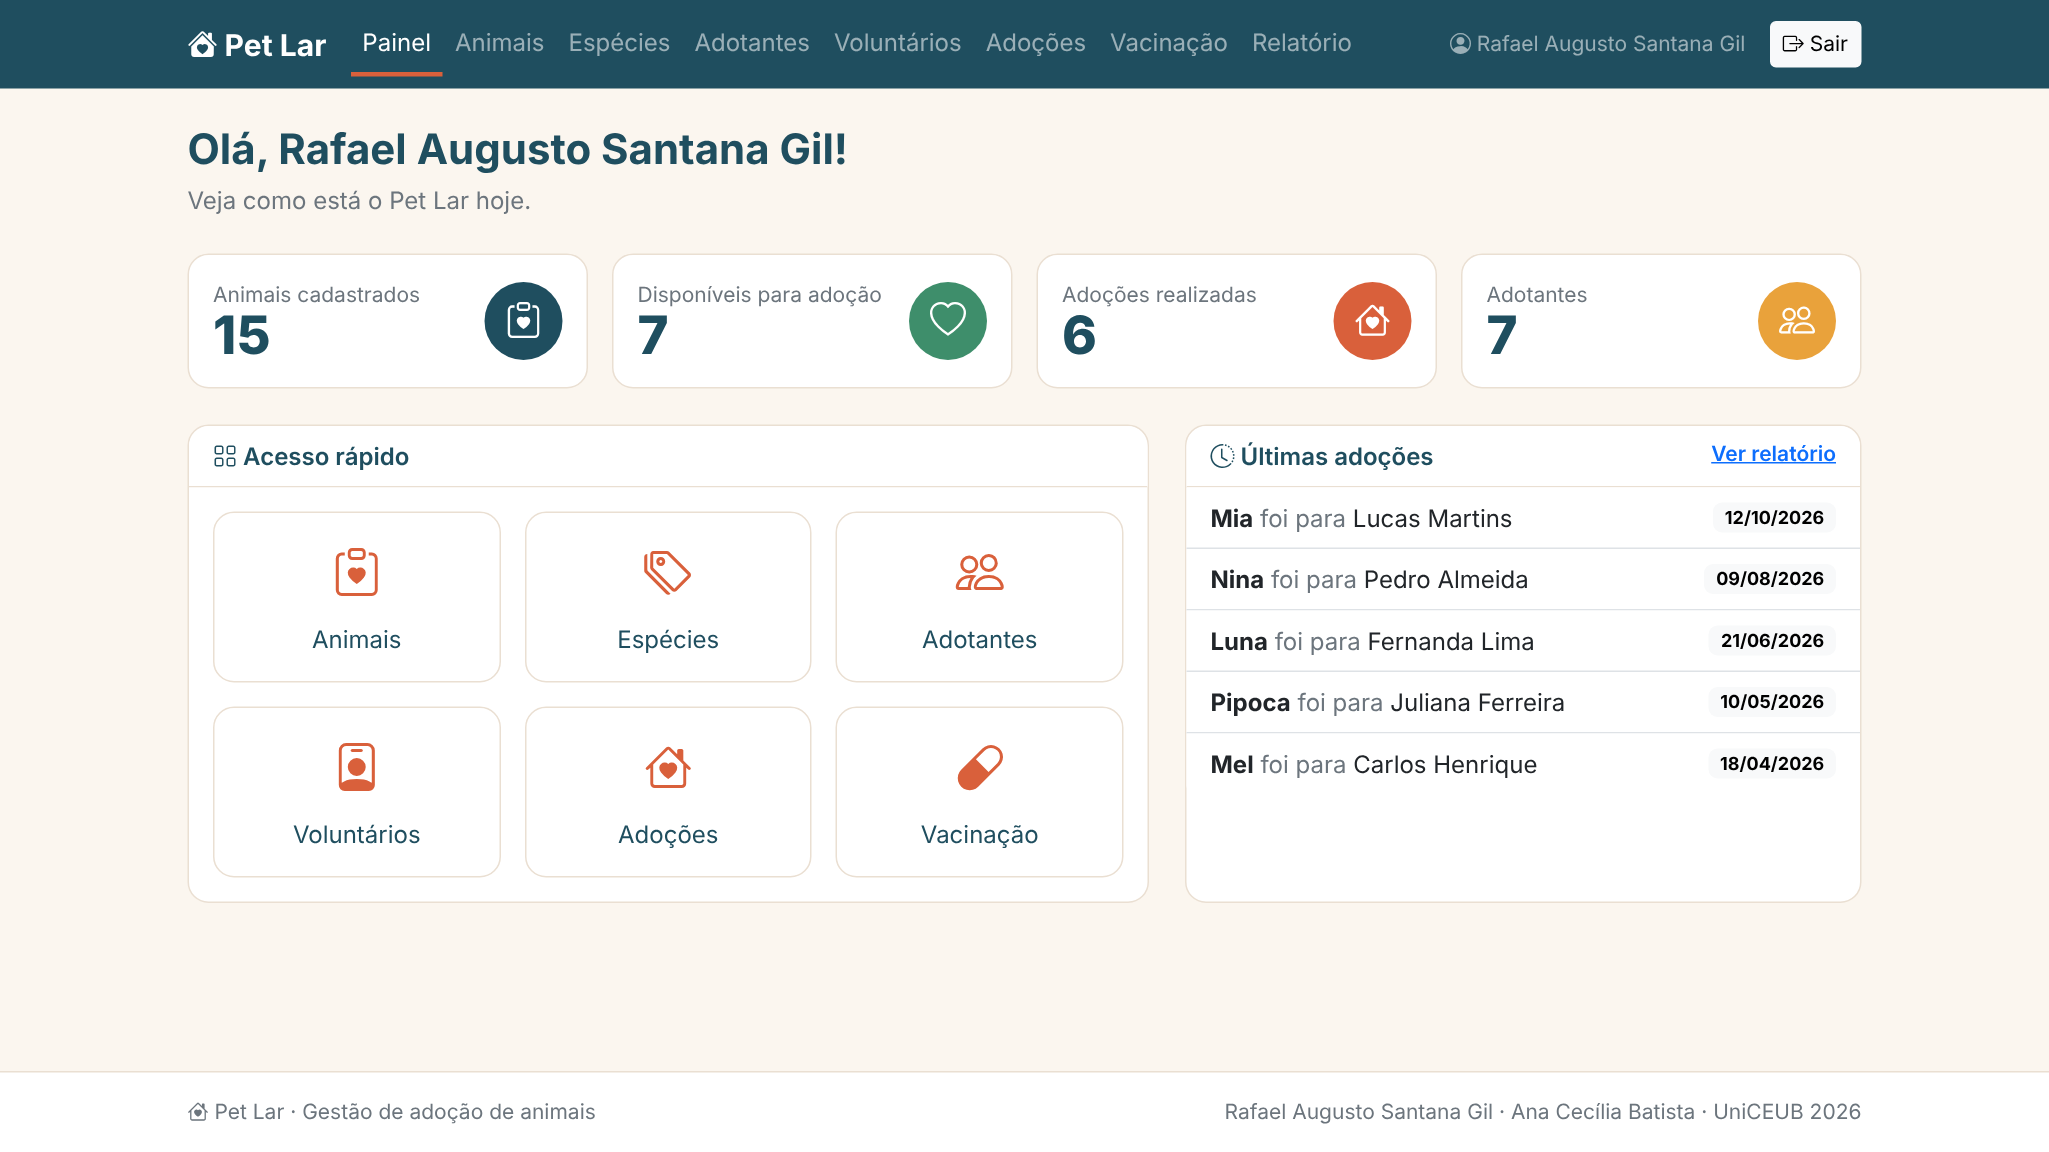 Pet Lar Painel Animais Espécies Adotantes Voluntários Adoções Vacinação Relatório Rafael Augusto Santana Gil Sair
Olá, Rafael Augusto Santana Gil!
Veja como está o Pet Lar hoje.
Animais cadastrados
15
Disponíveis para adoção
7
Adoções realizadas
6
Adotantes
7
Acesso rápido
Animais
Espécies
Adotantes
Voluntários
Adoções
Vacinação
Últimas adoções Ver relatório
Mia foi para Lucas Martins 12/10/2026
Nina foi para Pedro Almeida 09/08/2026
Luna foi para Fernanda Lima 21/06/2026
Pipoca foi para Juliana Ferreira 10/05/2026
Mel foi para Carlos Henrique 18/04/2026
Pet Lar · Gestão de adoção de animais
Rafael Augusto Santana Gil · Ana Cecília Batista · UniCEUB 2026